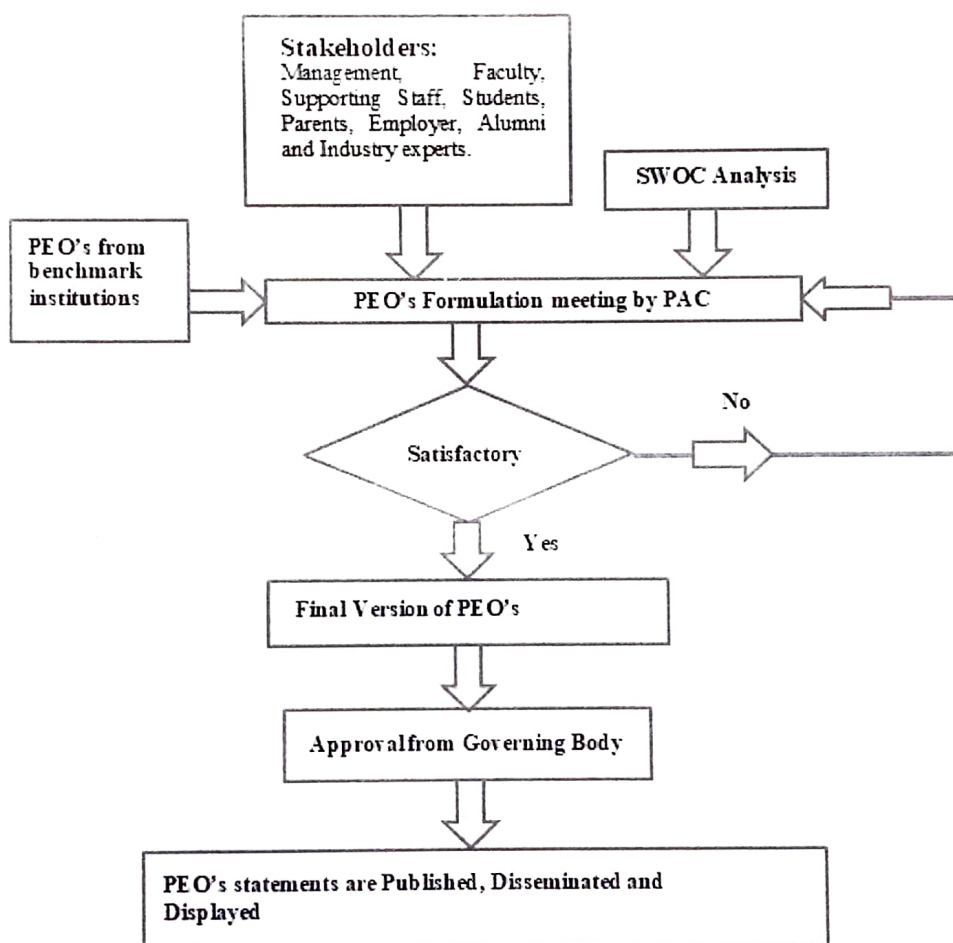 Stakeholders:
Management, Faculty,
Supporting Staff, Students,
Parents, Employer, Alumni
and Industry experts.
SWOC Analysis
PEO's from
benchmark
institutions
PEO's Formulation meeting by PAC
No
Satisfactory
Yes
Final Version of PEO's
Approval from Governing Body
PEO's statements are Published, Disseminated and
Displayed